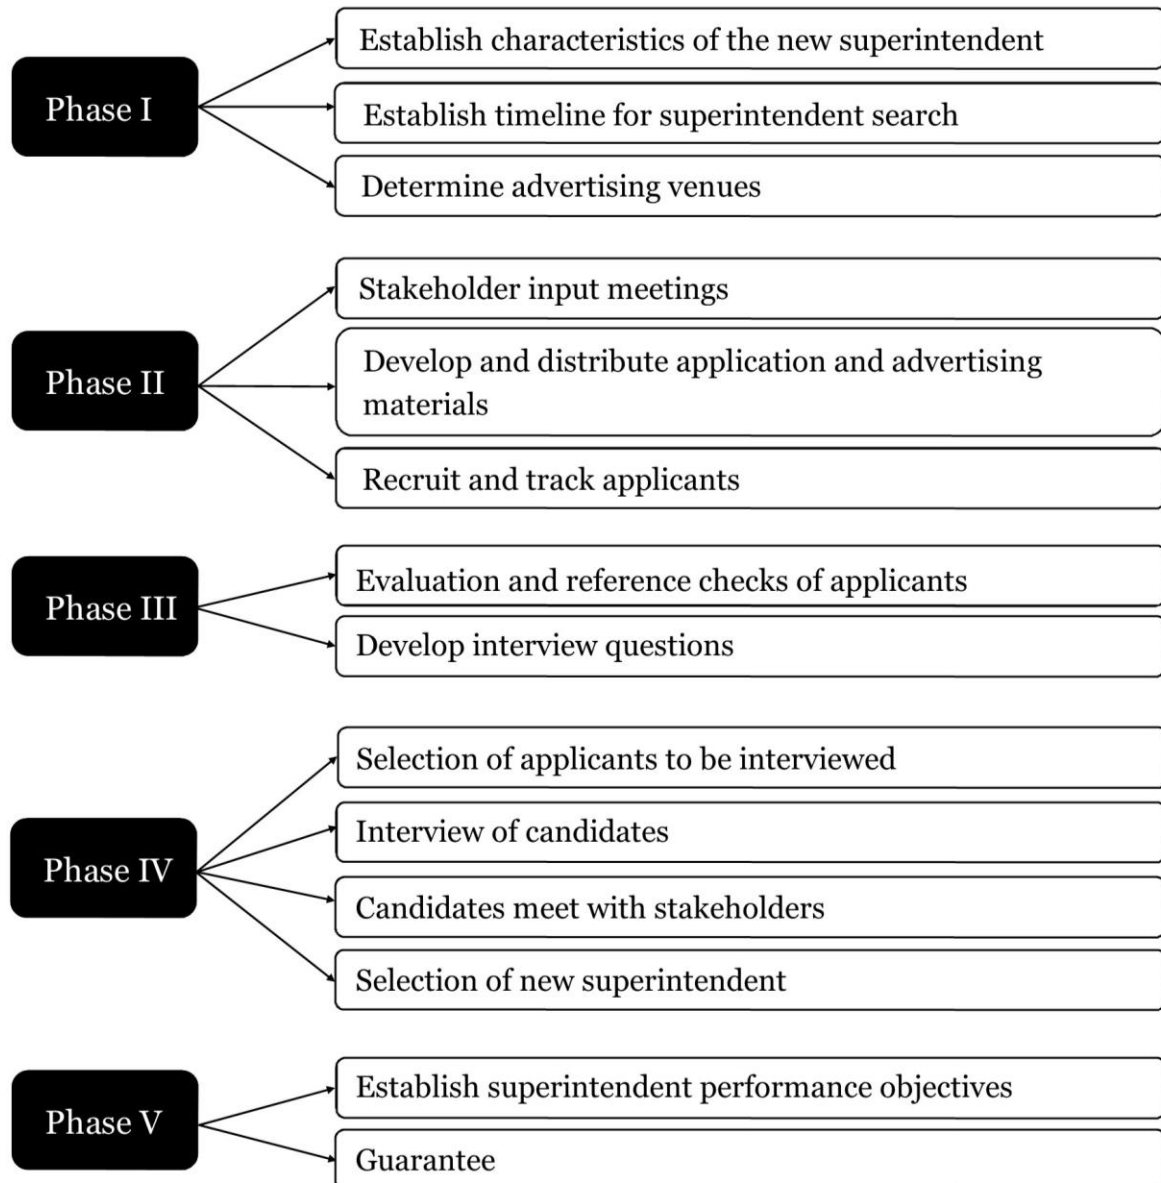 Phase I
Establish characteristics of the new superintendent
Establish timeline for superintendent search
Determine advertising venues
Phase II
Stakeholder input meetings
Develop and distribute application and advertising
materials
Recruit and track applicants
Phase III
Evaluation and reference checks of applicants
Develop interview questions
Phase IV
Selection of applicants to be interviewed
Interview of candidates
Candidates meet with stakeholders
Selection of new superintendent
Phase V
Establish superintendent performance objectives
Guarantee